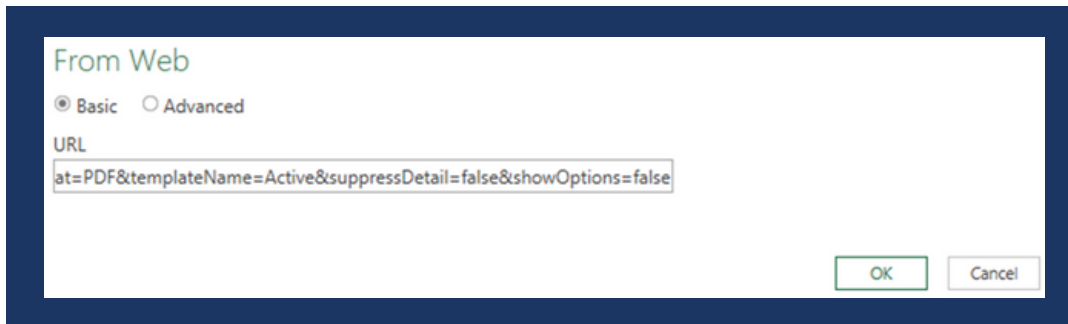 From Web
Basic Advanced
URL
at=PDF&templateName=Active&suppressDetail=false&showOptions=false
OK Cancel